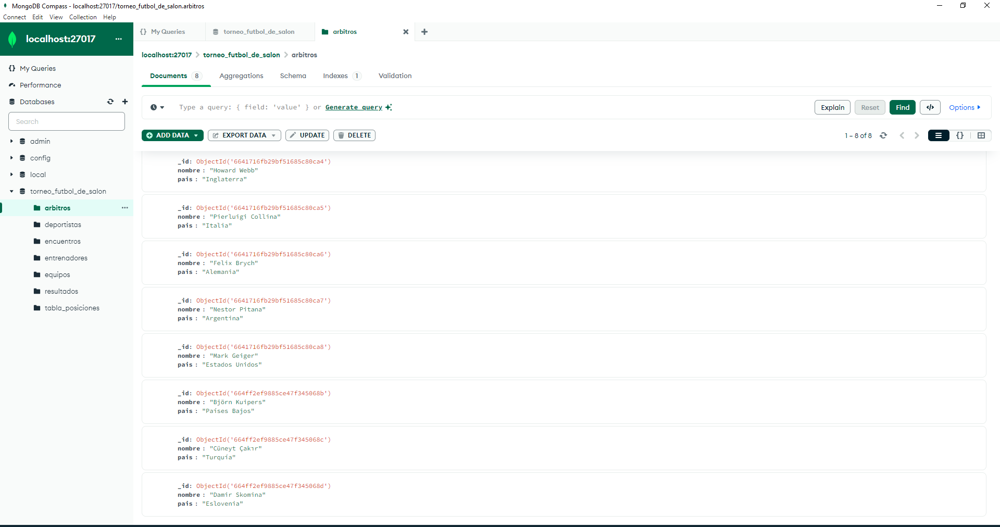 MongoDB Compass - localhost:27017/torneo_futbol_de_salon.arbitros
Connect Edit View Collection Help
localhost:27017
My Queries
Performance
Databases
Search
admin
config
local
torneo_futbol_de_salon
arbitros
deportistas
encuentros
entrenadores
equipos
resultados
tabla_posiciones
My Queries torneo_futbol_de_salon arbitros
localhost:27017 > torneo_futbol_de_salon > arbitros
Documents 8 Aggregations Schema Indexes 1 Validation
Type a query: { field: 'value' } or Generate query Explain Reset Find </> Options
ADD DATA EXPORT DATA UPDATE DELETE 1 – 8 of 8 {}
_id: ObjectId('6641716fb29bf51685c80ca4')
nombre : "Howard Webb"
pais : "Inglaterra"
_id: ObjectId('6641716fb29bf51685c80ca5')
nombre : "Pierluigi Collina"
pais : "Italia"
_id: ObjectId('6641716fb29bf51685c80ca6')
nombre : "Felix Brych"
pais : "Alemania"
_id: ObjectId('6641716fb29bf51685c80ca7')
nombre : "Nestor Pitana"
pais : "Argentina"
_id: ObjectId('6641716fb29bf51685c80ca8')
nombre : "Mark Geiger"
pais : "Estados Unidos"
_id: ObjectId('664ff2ef9885ce47f345068b')
nombre : "Björn Kuipers"
pais : "Países Bajos"
_id: ObjectId('664ff2ef9885ce47f345068c')
nombre : "Cüneyt Çakır"
pais : "Turquía"
_id: ObjectId('664ff2ef9885ce47f345068d')
nombre : "Damir Skomina"
pais : "Eslovenia"